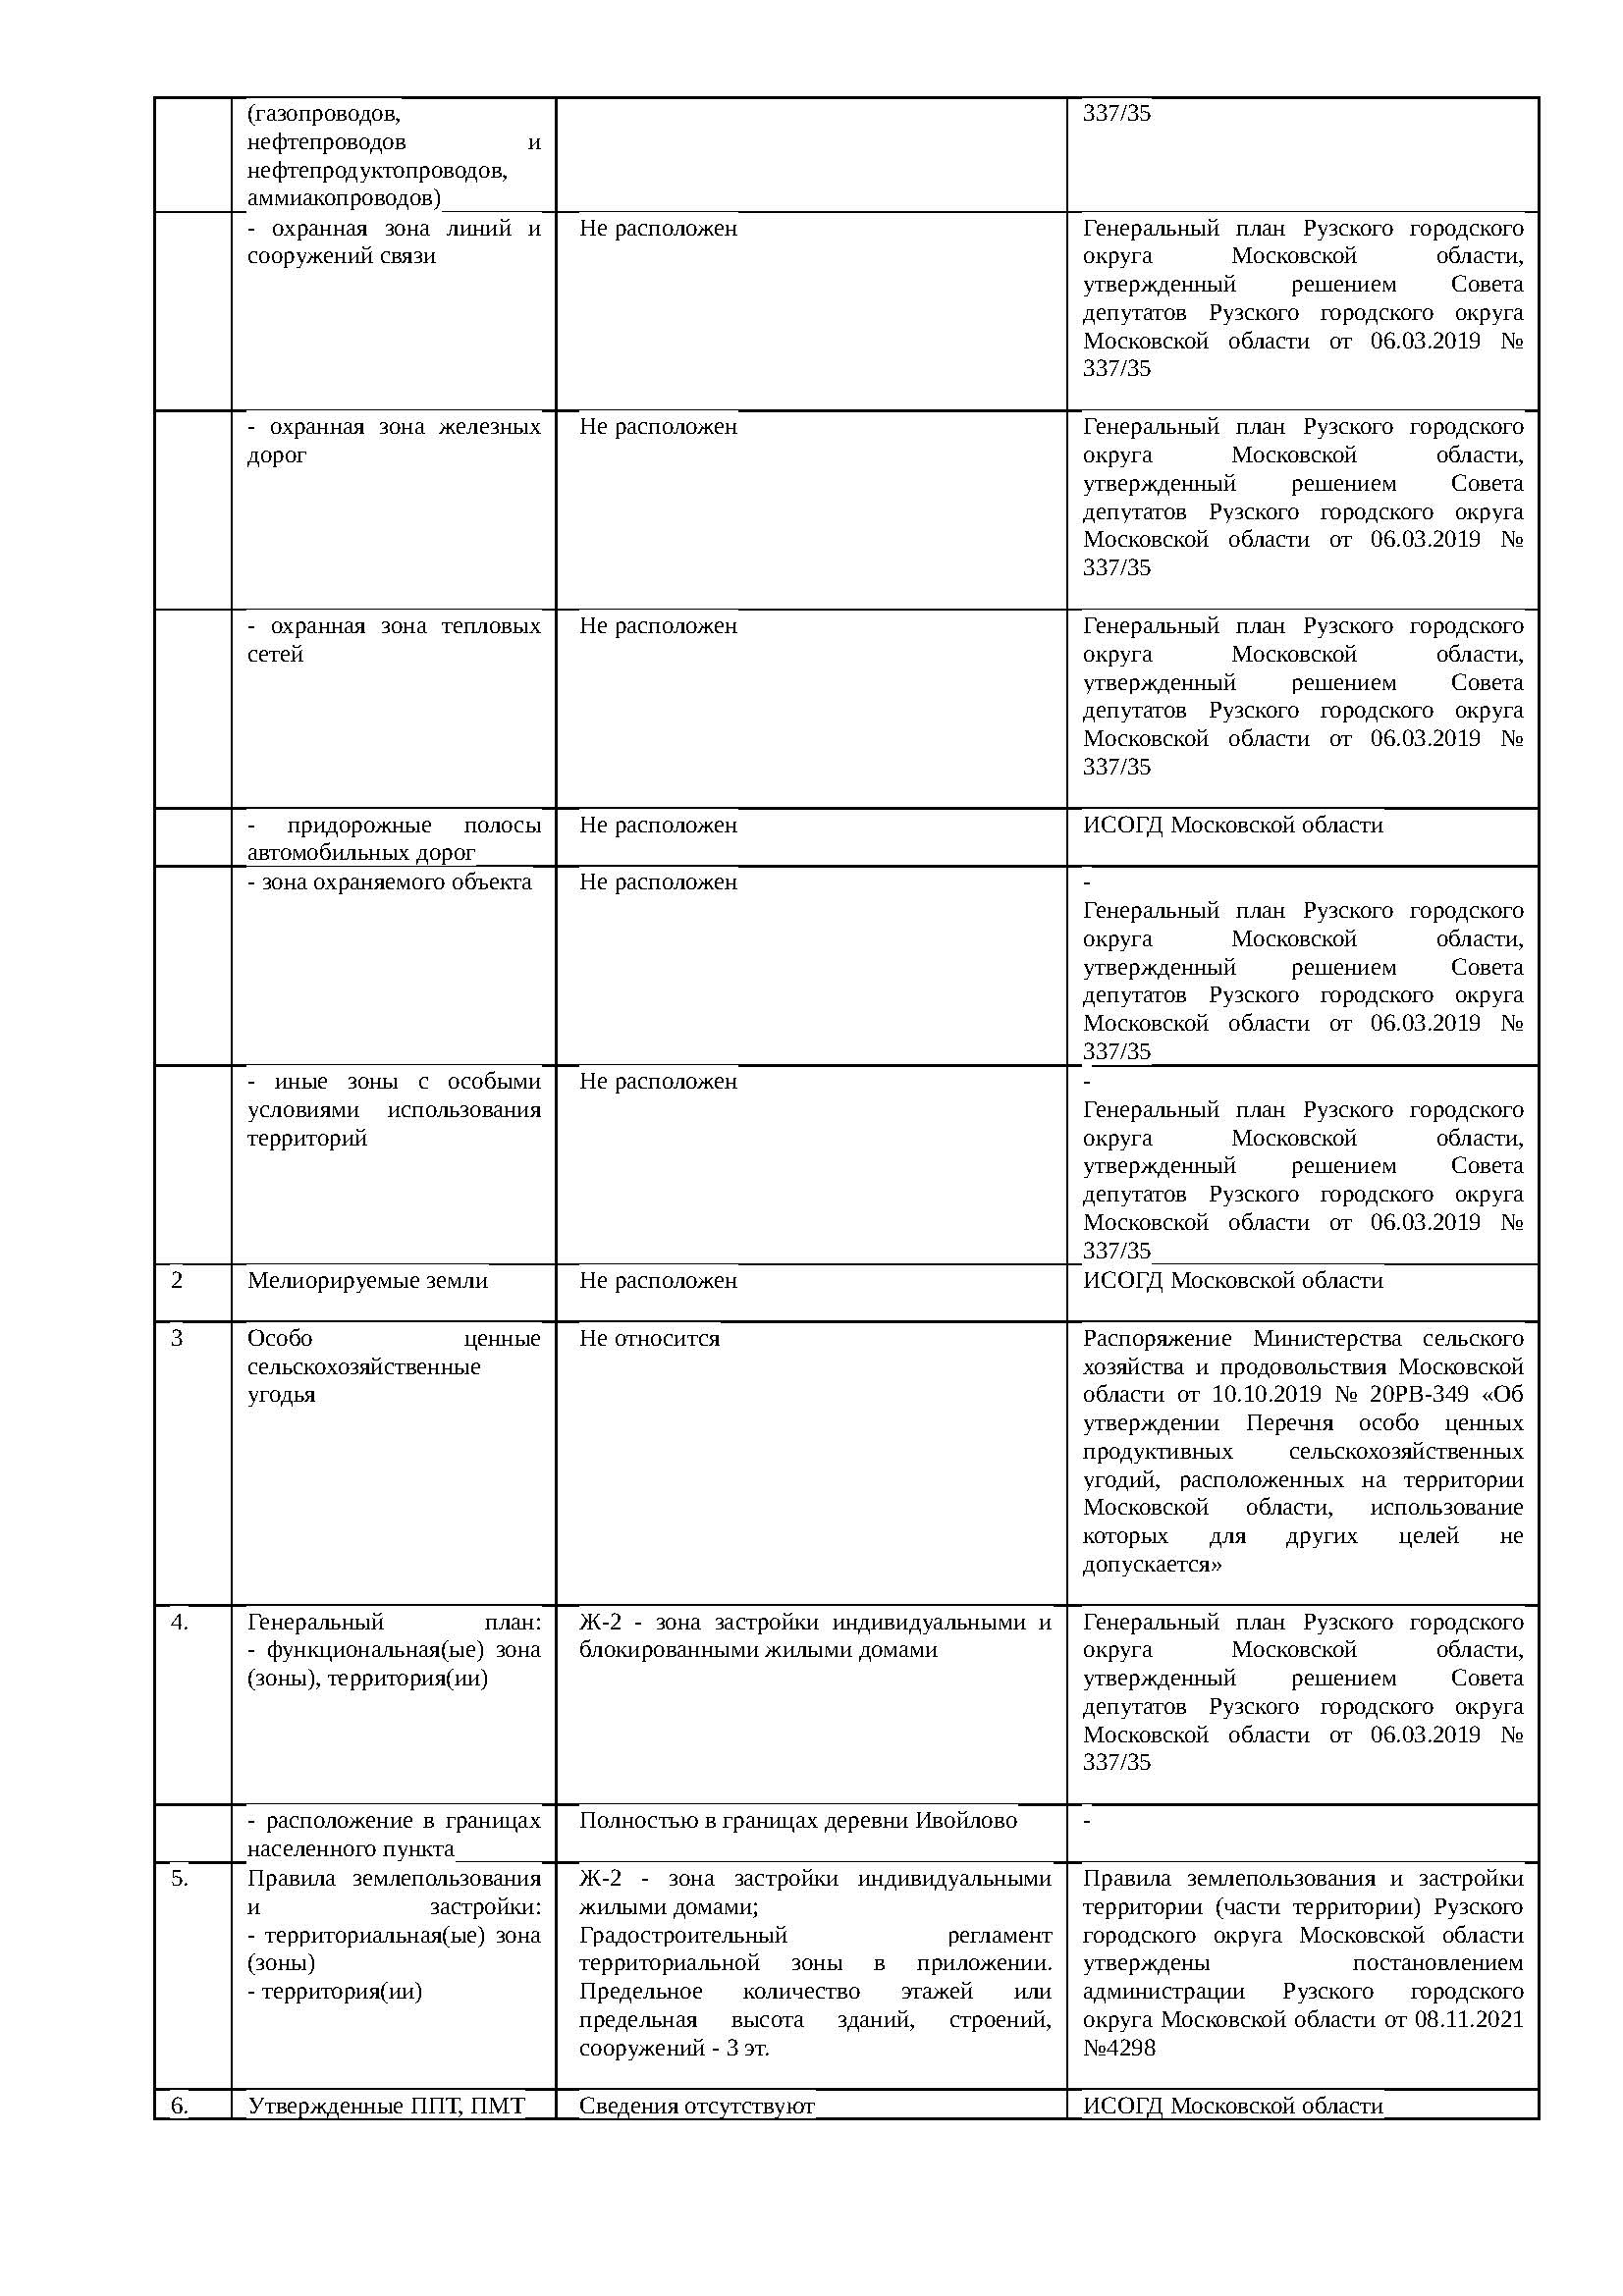 (газопроводов,
нефтепроводов и
нефтепродуктопроводов,
аммиакопроводов)
337/35
- охранная зона линий и
сооружений связи
Не расположен
Генеральный план Рузского городского
округа Московской области,
утвержденный решением Совета
депутатов Рузского городского округа
Московской области от 06.03.2019 №
337/35
- охранная зона железных
дорог
Не расположен
Генеральный план Рузского городского
округа Московской области,
утвержденный решением Совета
депутатов Рузского городского округа
Московской области от 06.03.2019 №
337/35
- охранная зона тепловых
сетей
Не расположен
Генеральный план Рузского городского
округа Московской области,
утвержденный решением Совета
депутатов Рузского городского округа
Московской области от 06.03.2019 №
337/35
- придорожные полосы
автомобильных дорог
Не расположен
ИСОГД Московской области
- зона охраняемого объекта
Не расположен
-
Генеральный план Рузского городского
округа Московской области,
утвержденный решением Совета
депутатов Рузского городского округа
Московской области от 06.03.2019 №
337/35
- иные зоны с особыми
условиями использования
территорий
Не расположен
-
Генеральный план Рузского городского
округа Московской области,
утвержденный решением Совета
депутатов Рузского городского округа
Московской области от 06.03.2019 №
337/35
2
Мелиорируемые земли
Не расположен
ИСОГД Московской области
3
Особо ценные
сельскохозяйственные
угодья
Не относится
Распоряжение Министерства сельского
хозяйства и продовольствия Московской
области от 10.10.2019 № 20РВ-349 «Об
утверждении Перечня особо ценных
продуктивных сельскохозяйственных
угодий, расположенных на территории
Московской области, использование
которых для других целей не
допускается»
4.
Генеральный план:
- функциональная(ые) зона
(зоны), территория(ии)
Ж-2 - зона застройки индивидуальными и
блокированными жилыми домами
Генеральный план Рузского городского
округа Московской области,
утвержденный решением Совета
депутатов Рузского городского округа
Московской области от 06.03.2019 №
337/35
- расположение в границах
населенного пункта
Полностью в границах деревни Ивойлово
-
5.
Правила землепользования
и застройки:
- территориальная(ые) зона
(зоны)
- территория(ии)
Ж-2 - зона застройки индивидуальными
жилыми домами;
Градостроительный регламент
территориальной зоны в приложении.
Предельное количество этажей или
предельная высота зданий, строений,
сооружений - 3 эт.
Правила землепользования и застройки
территории (части территории) Рузского
городского округа Московской области
утверждены постановлением
администрации Рузского городского
округа Московской области от 08.11.2021
№4298
6.
Утвержденные ППТ, ПМТ
Сведения отсутствуют
ИСОГД Московской области